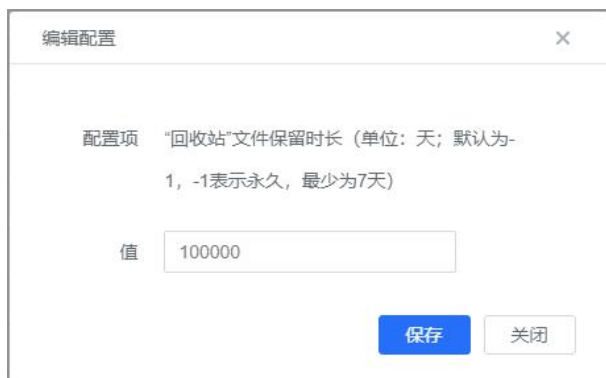 编辑配置
配置项 “回收站”文件保留时长（单位：天；默认为-
1，-1表示永久，最少为7天）
值 100000
保存 关闭